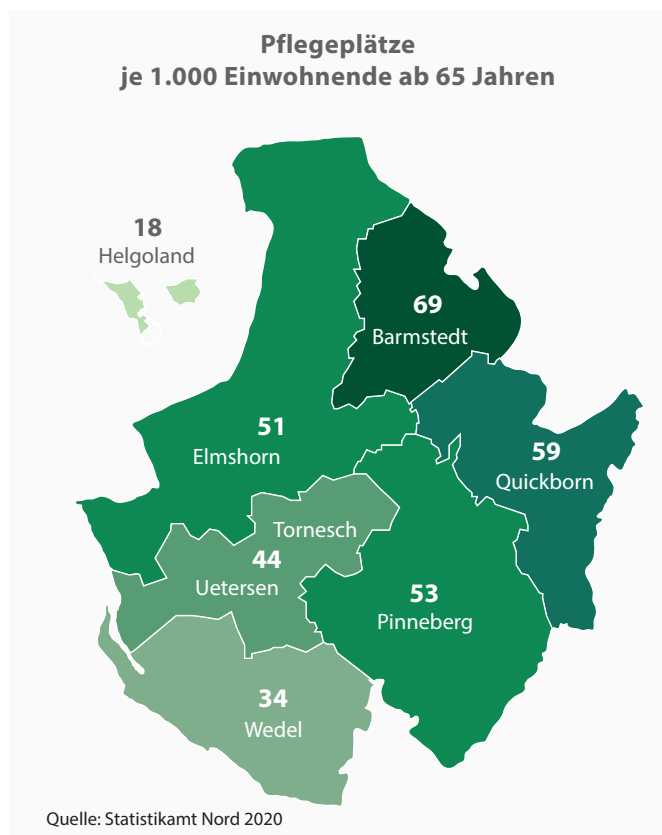 Pflegeplätze
je 1.000 Einwohnende ab 65 Jahren
18
Helgoland
69
Barmstedt
51
Elmshorn
59
Quickborn
Tornesch
44
Uetersen
53
Pinneberg
34
Wedel
Quelle: Statistikamt Nord 2020